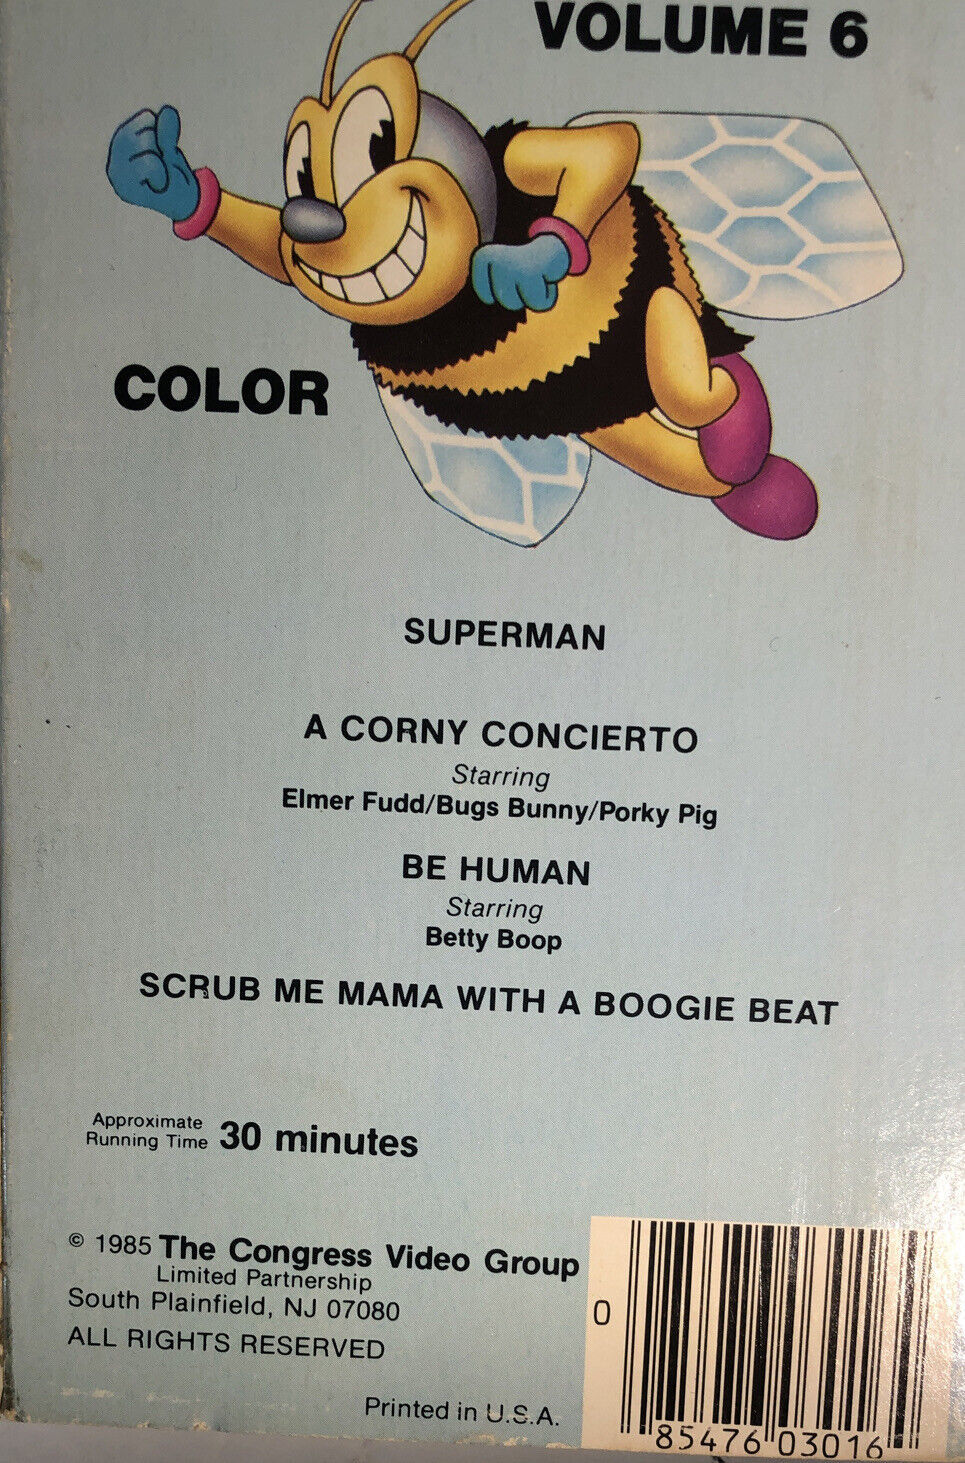 VOLUME 6
COLOR
SUPERMAN
A CORNY CONCIERTO
Starring
Elmer Fudd/Bugs Bunny/Porky Pig
BE HUMAN
Starring
Betty Boop
SCRUB ME MAMA WITH A BOOGIE BEAT
Approximate
Running Time 30 minutes
© 1985 The Congress Video Group
Limited Partnership
South Plainfield, NJ 07080
ALL RIGHTS RESERVED
Printed in U.S.A.
0 85476 03016